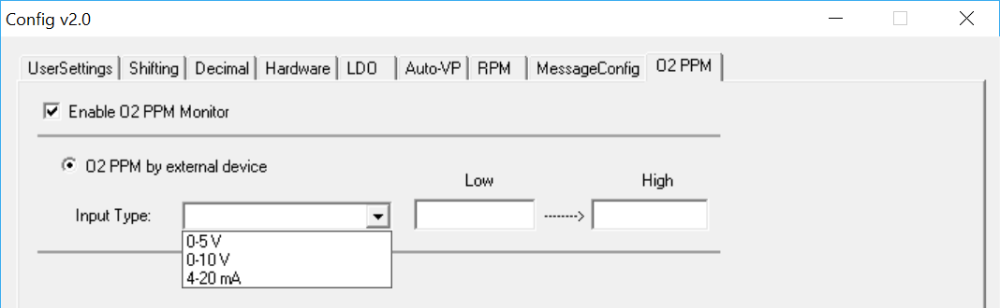 Config v2.0
UserSettings Shifting Decimal Hardware LDO Auto-VP RPM MessageConfig O2 PPM
Enable O2 PPM Monitor
O2 PPM by external device
Low High
Input Type: -------->
0-5 V
0-10 V
4-20 mA